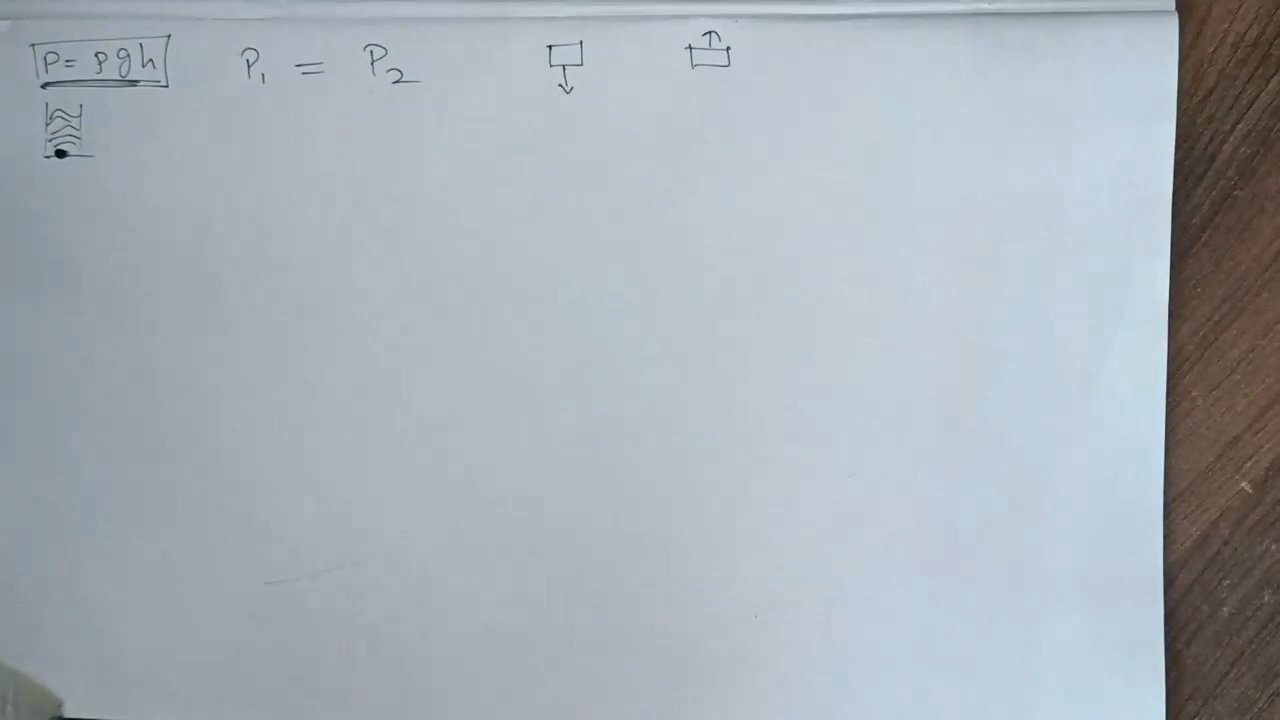 P = ρgh P₁ = P₂